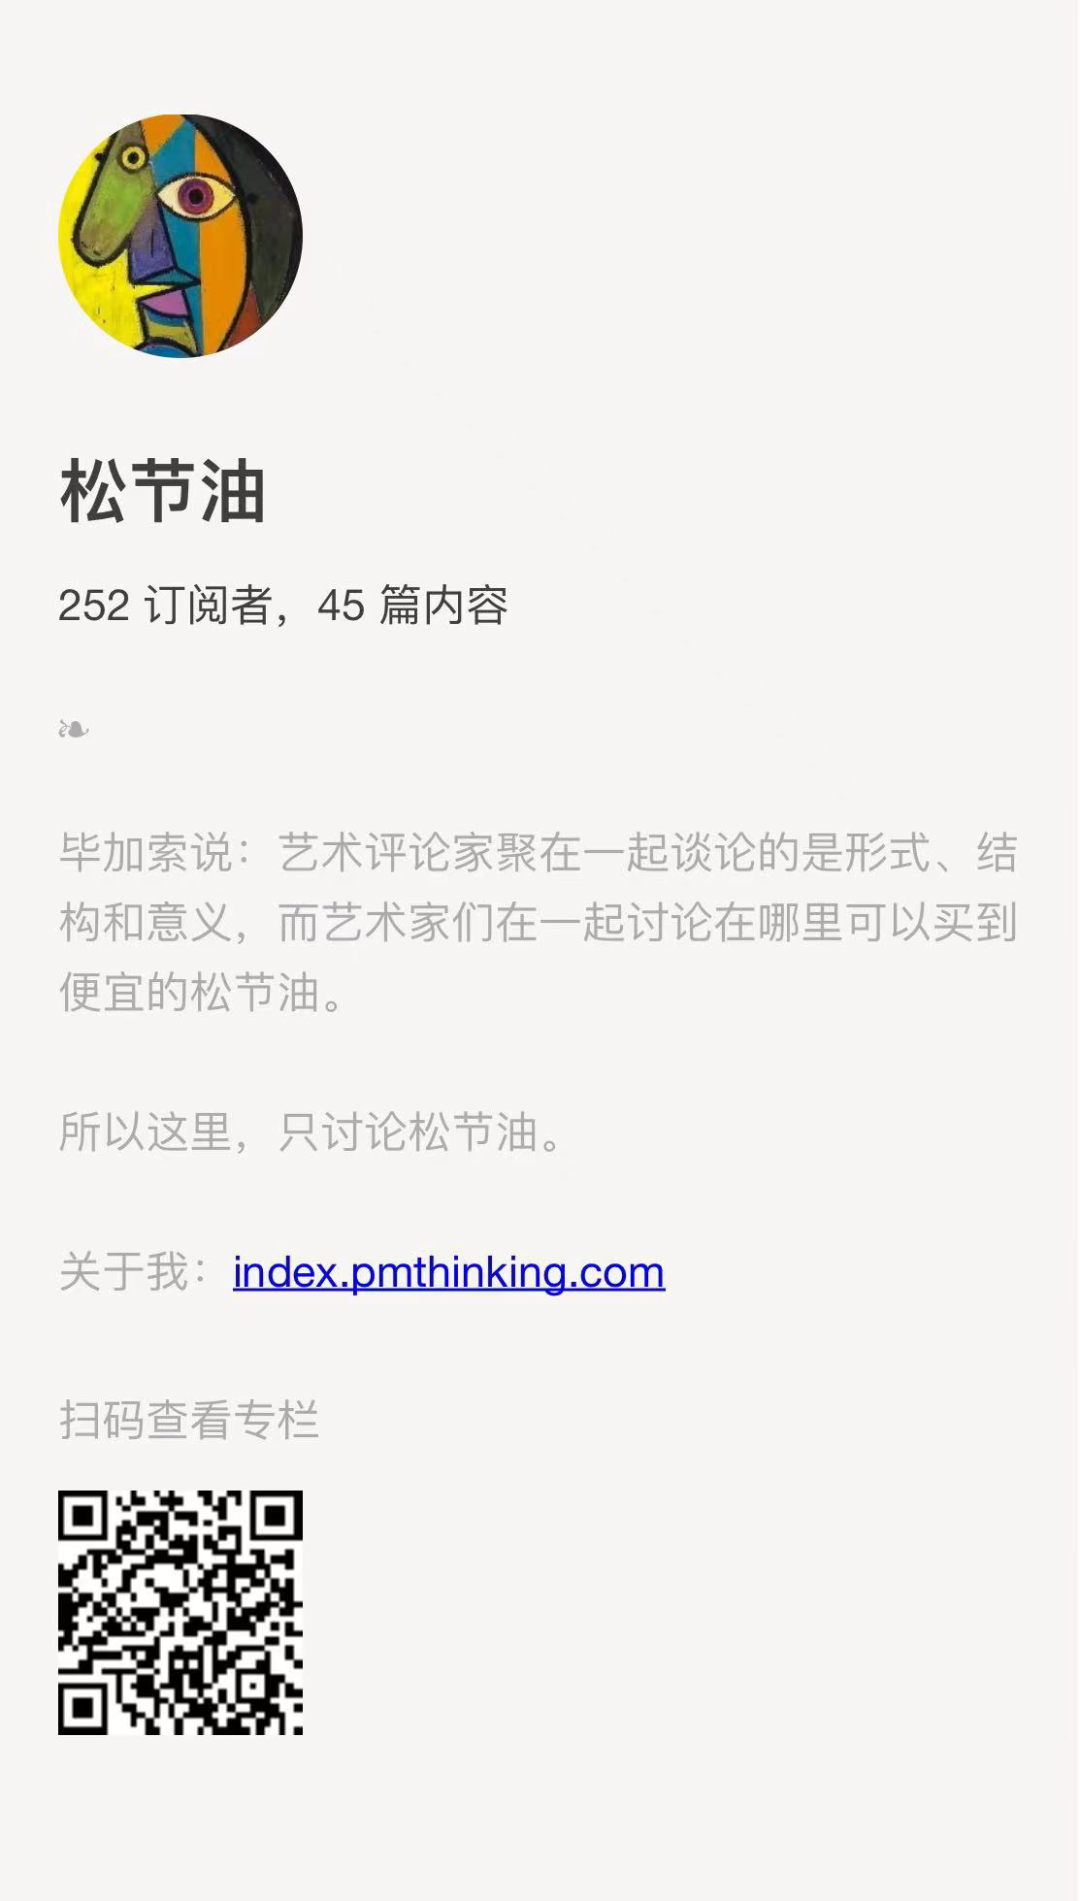 松节油
252 订阅者，45 篇内容
❧
毕加索说：艺术评论家聚在一起谈论的是形式、结
构和意义，而艺术家们在一起讨论在哪里可以买到
便宜的松节油。
所以这里，只讨论松节油。
关于我：index.pmthinking.com
扫码查看专栏